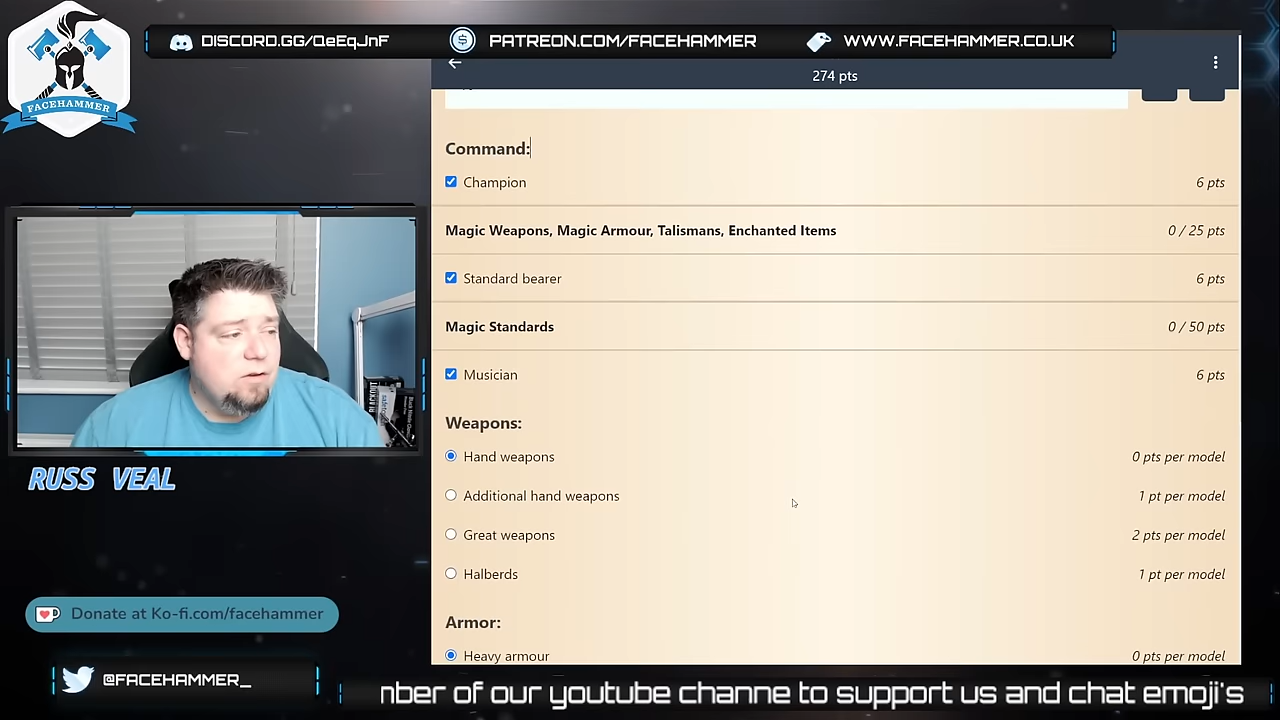 DISCORD.GG/QeEqJnF
PATREON.COM/FACEHAMMER
WWW.FACEHAMMER.CO.UK
FACEHAMMER
274 pts
Command:
Champion
6 pts
Magic Weapons, Magic Armour, Talismans, Enchanted Items
0 / 25 pts
Standard bearer
6 pts
Magic Standards
0 / 50 pts
Musician
6 pts
Weapons:
Hand weapons
0 pts per model
Additional hand weapons
1 pt per model
Great weapons
2 pts per model
Halberds
1 pt per model
Armor:
Heavy armour
0 pts per model
BLACKOUT
RUSS VEAL
Donate at Ko-fi.com/facehammer
@FACEHAMMER_
nber of our youtube channe to support us and chat emoji's